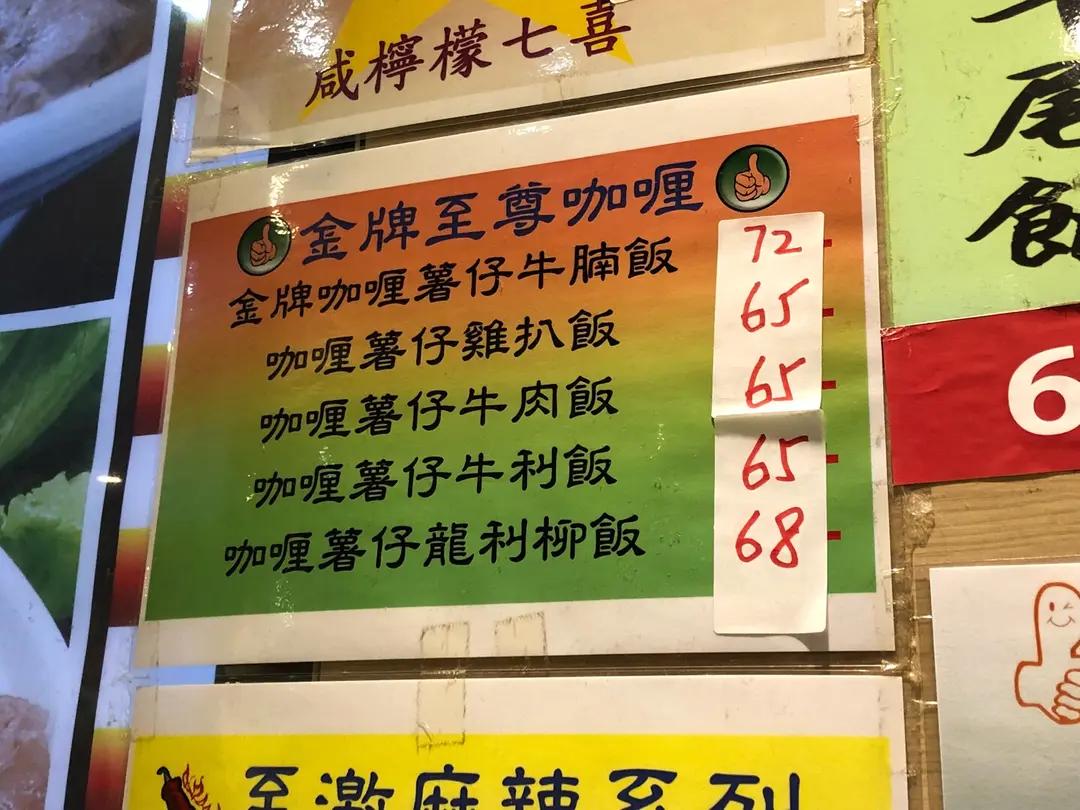 咸檸檬七喜
金牌至尊咖喱
金牌咖喱薯仔牛腩飯 72
咖喱薯仔雞扒飯 65
咖喱薯仔牛肉飯 65
咖喱薯仔牛利飯 65
咖喱薯仔龍利柳飯 68
至激麻辣系列
尾
飯
6